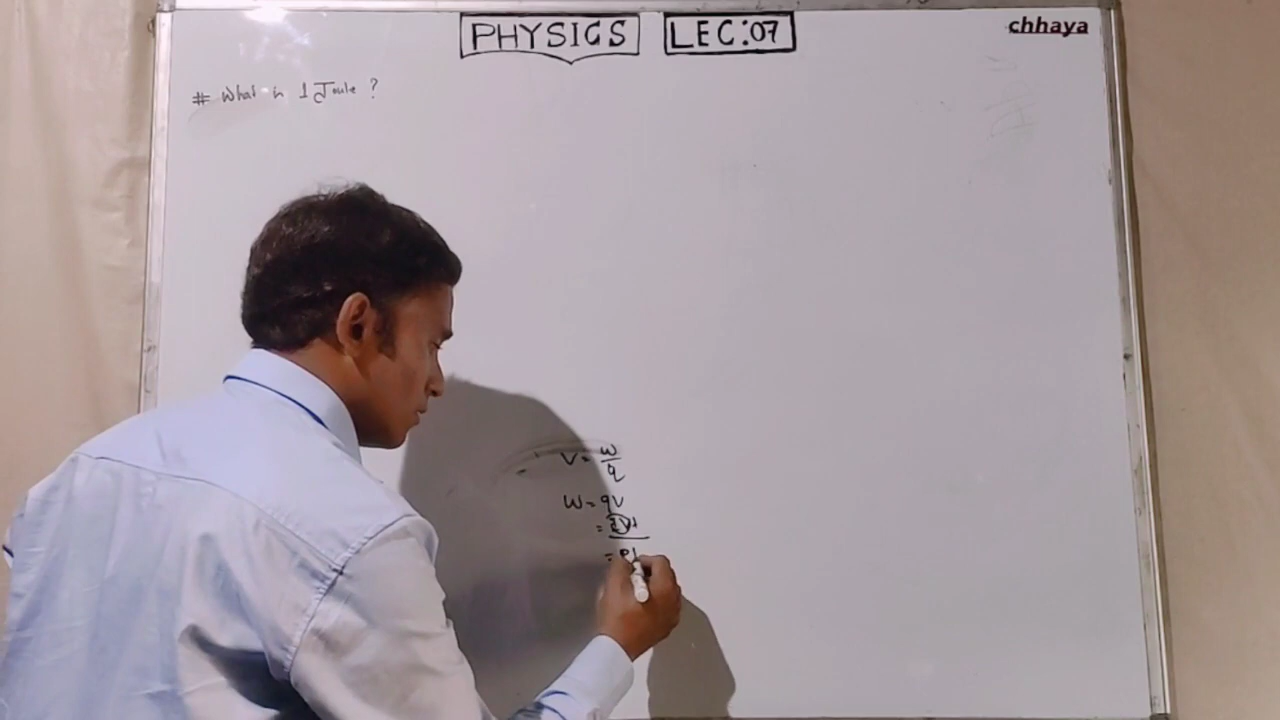 PHYSICS LEC:07
chhaya
# What is 1 Joule ?
V = W/q
W = qV
=
=